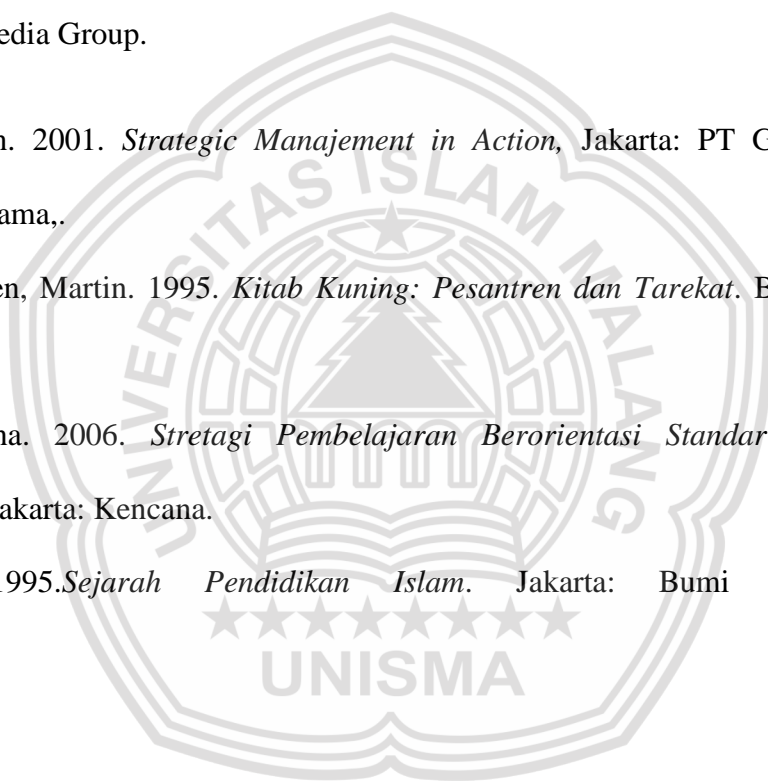 edia Group.
n. 2001. Strategic Manajement in Action, Jakarta: PT G
ama,.
en, Martin. 1995. Kitab Kuning: Pesantren dan Tarekat. B
na. 2006. Stretagi Pembelajaran Berorientasi Standar
akarta: Kencana.
1995.Sejarah Pendidikan Islam. Jakarta: Bumi
UNIVERSITAS ISLAM MALANG
UNISMA